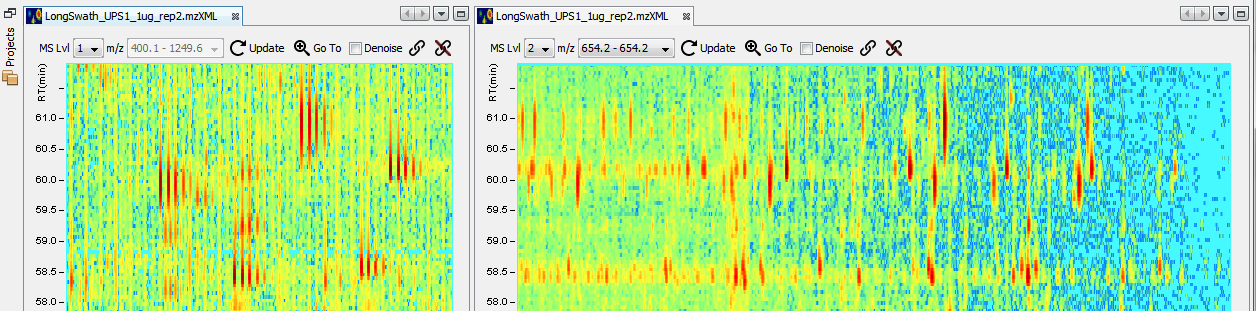 LongSwath_UPS1_1ug_rep2.mzXML
MS Lvl 1 m/z 400.1 - 1249.6 Update Go To Denoise
RT(min)
61.0
60.5
60.0
59.5
59.0
58.5
58.0
Projects
LongSwath_UPS1_1ug_rep2.mzXML
MS Lvl 2 m/z 654.2 - 654.2 Update Go To Denoise
RT(min)
61.0
60.5
60.0
59.5
59.0
58.5
58.0